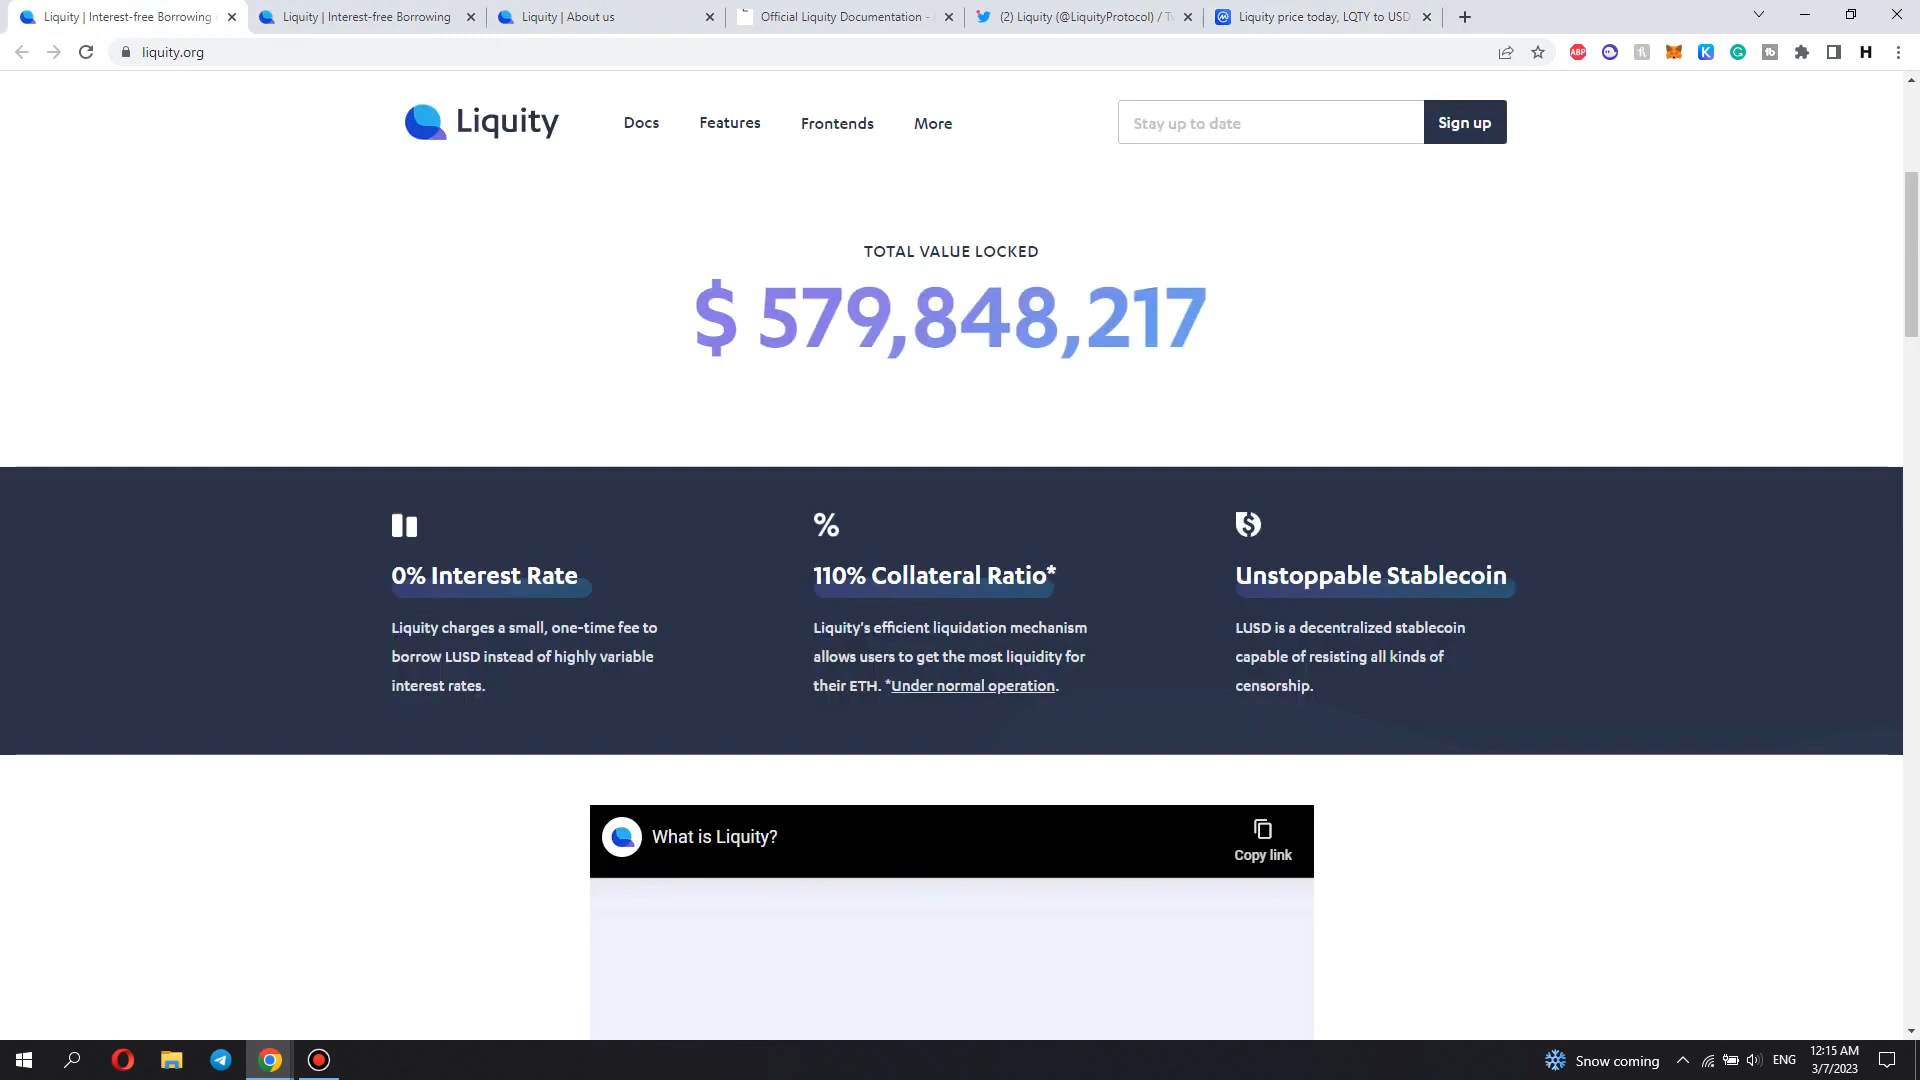 Liquity | Interest-free Borrowing
Liquity | Interest-free Borrowing
Liquity | About us
Official Liquity Documentation -
(2) Liquity (@LiquityProtocol) / Tw
Liquity price today, LQTY to USD
liquity.org
ABP
K
G
tb
H
Liquity
Docs
Features
Frontends
More
Stay up to date
Sign up
TOTAL VALUE LOCKED
$ 579,848,217
%
0% Interest Rate
110% Collateral Ratio*
Unstoppable Stablecoin
Liquity charges a small, one-time fee to
borrow LUSD instead of highly variable
interest rates.
Liquity's efficient liquidation mechanism
allows users to get the most liquidity for
their ETH. *Under normal operation.
LUSD is a decentralized stablecoin
capable of resisting all kinds of
censorship.
What is Liquity?
Copy link
Snow coming
ENG
12:15 AM
3/7/2023